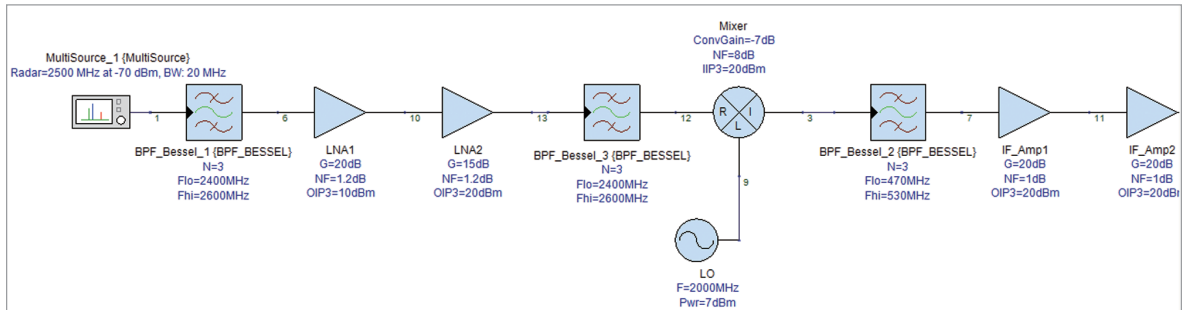 MultiSource_1 {MultiSource}
Radar=2500 MHz at -70 dBm, BW: 20 MHz
1
BPF_Bessel_1 {BPF_BESSEL}
N=3
Flo=2400MHz
Fhi=2600MHz
6
LNA1
G=20dB
NF=1.2dB
OIP3=10dBm
10
LNA2
G=15dB
NF=1.2dB
OIP3=20dBm
13
BPF_Bessel_3 {BPF_BESSEL}
N=3
Flo=2400MHz
Fhi=2600MHz
12
Mixer
ConvGain=-7dB
NF=8dB
IIP3=20dBm
R
I
L
9
LO
F=2000MHz
Pwr=7dBm
3
BPF_Bessel_2 {BPF_BESSEL}
N=3
Flo=470MHz
Fhi=530MHz
7
IF_Amp1
G=20dB
NF=1dB
OIP3=20dBm
11
IF_Amp2
G=20dB
NF=1dB
OIP3=20dB